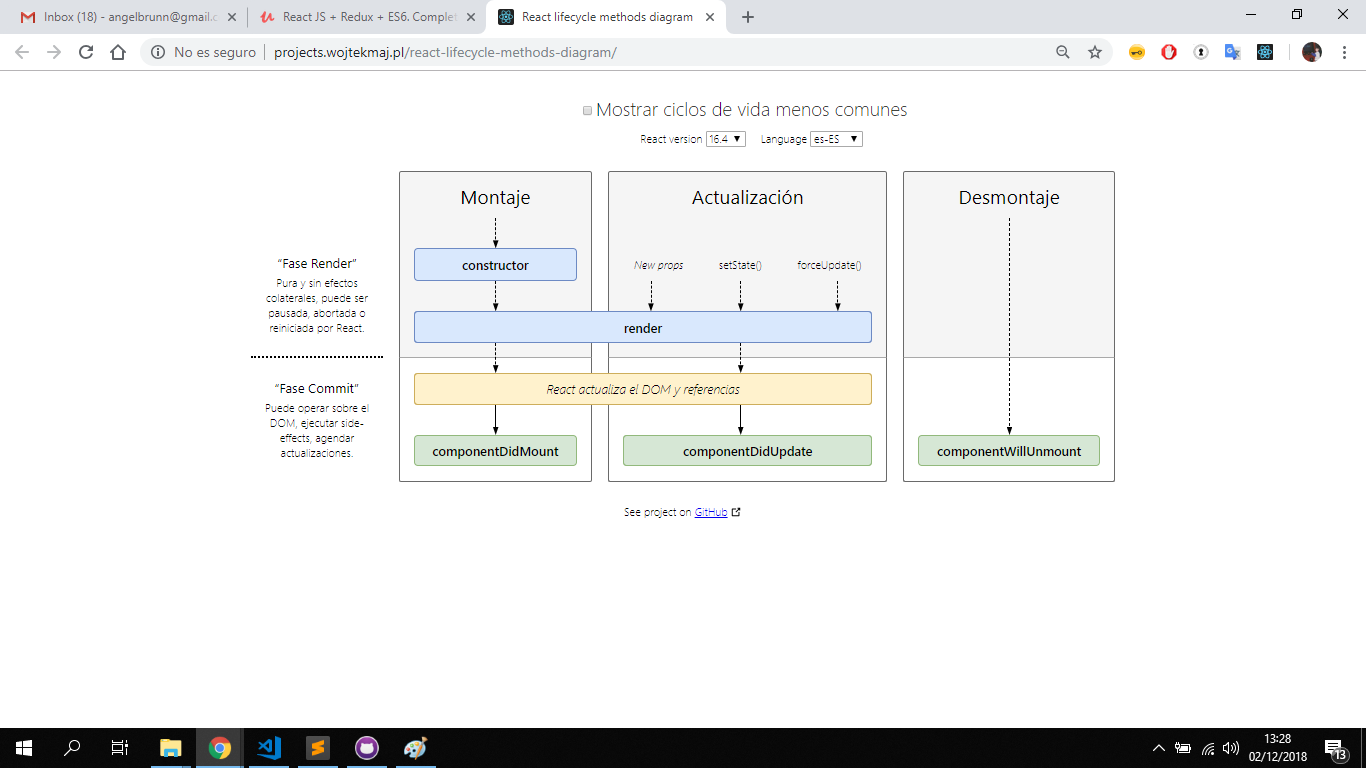 Inbox (18) - angelbrunn@gmail.c
React JS + Redux + ES6. Complet
React lifecycle methods diagram
No es seguro
projects.wojtekmaj.pl/react-lifecycle-methods-diagram/
Mostrar ciclos de vida menos comunes
React version 16.4 Language es-ES
Montaje
Actualización
Desmontaje
“Fase Render”
Pura y sin efectos
colaterales, puede ser
pausada, abortada o
reiniciada por React.
constructor
New props
setState()
forceUpdate()
render
“Fase Commit”
Puede operar sobre el
DOM, ejecutar side-
effects, agendar
actualizaciones.
React actualiza el DOM y referencias
componentDidMount
componentDidUpdate
componentWillUnmount
See project on GitHub
13:28
02/12/2018
13